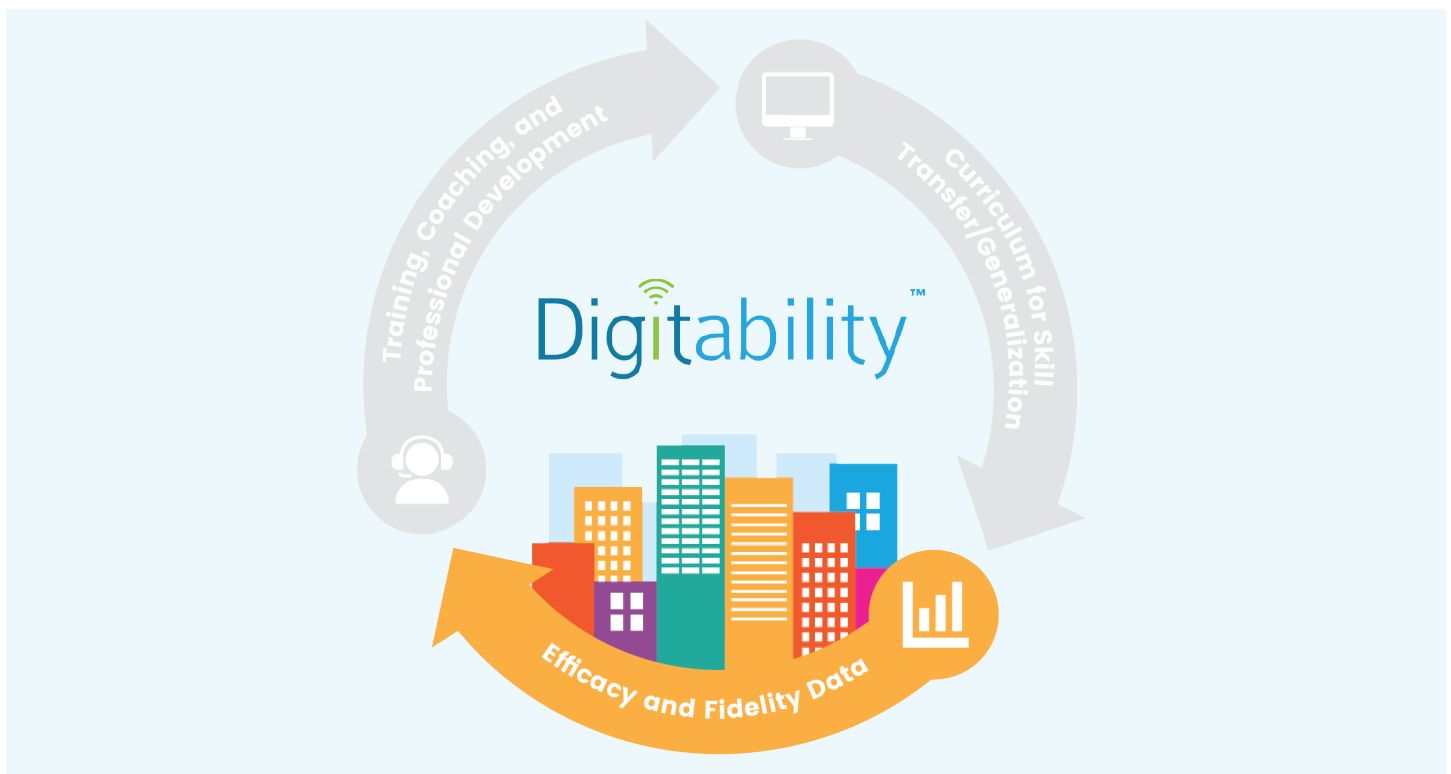 Training, Coaching, and
Professional Development
Curriculum for Skill
Transfer/Generalization
Digitability™
Efficacy and Fidelity Data